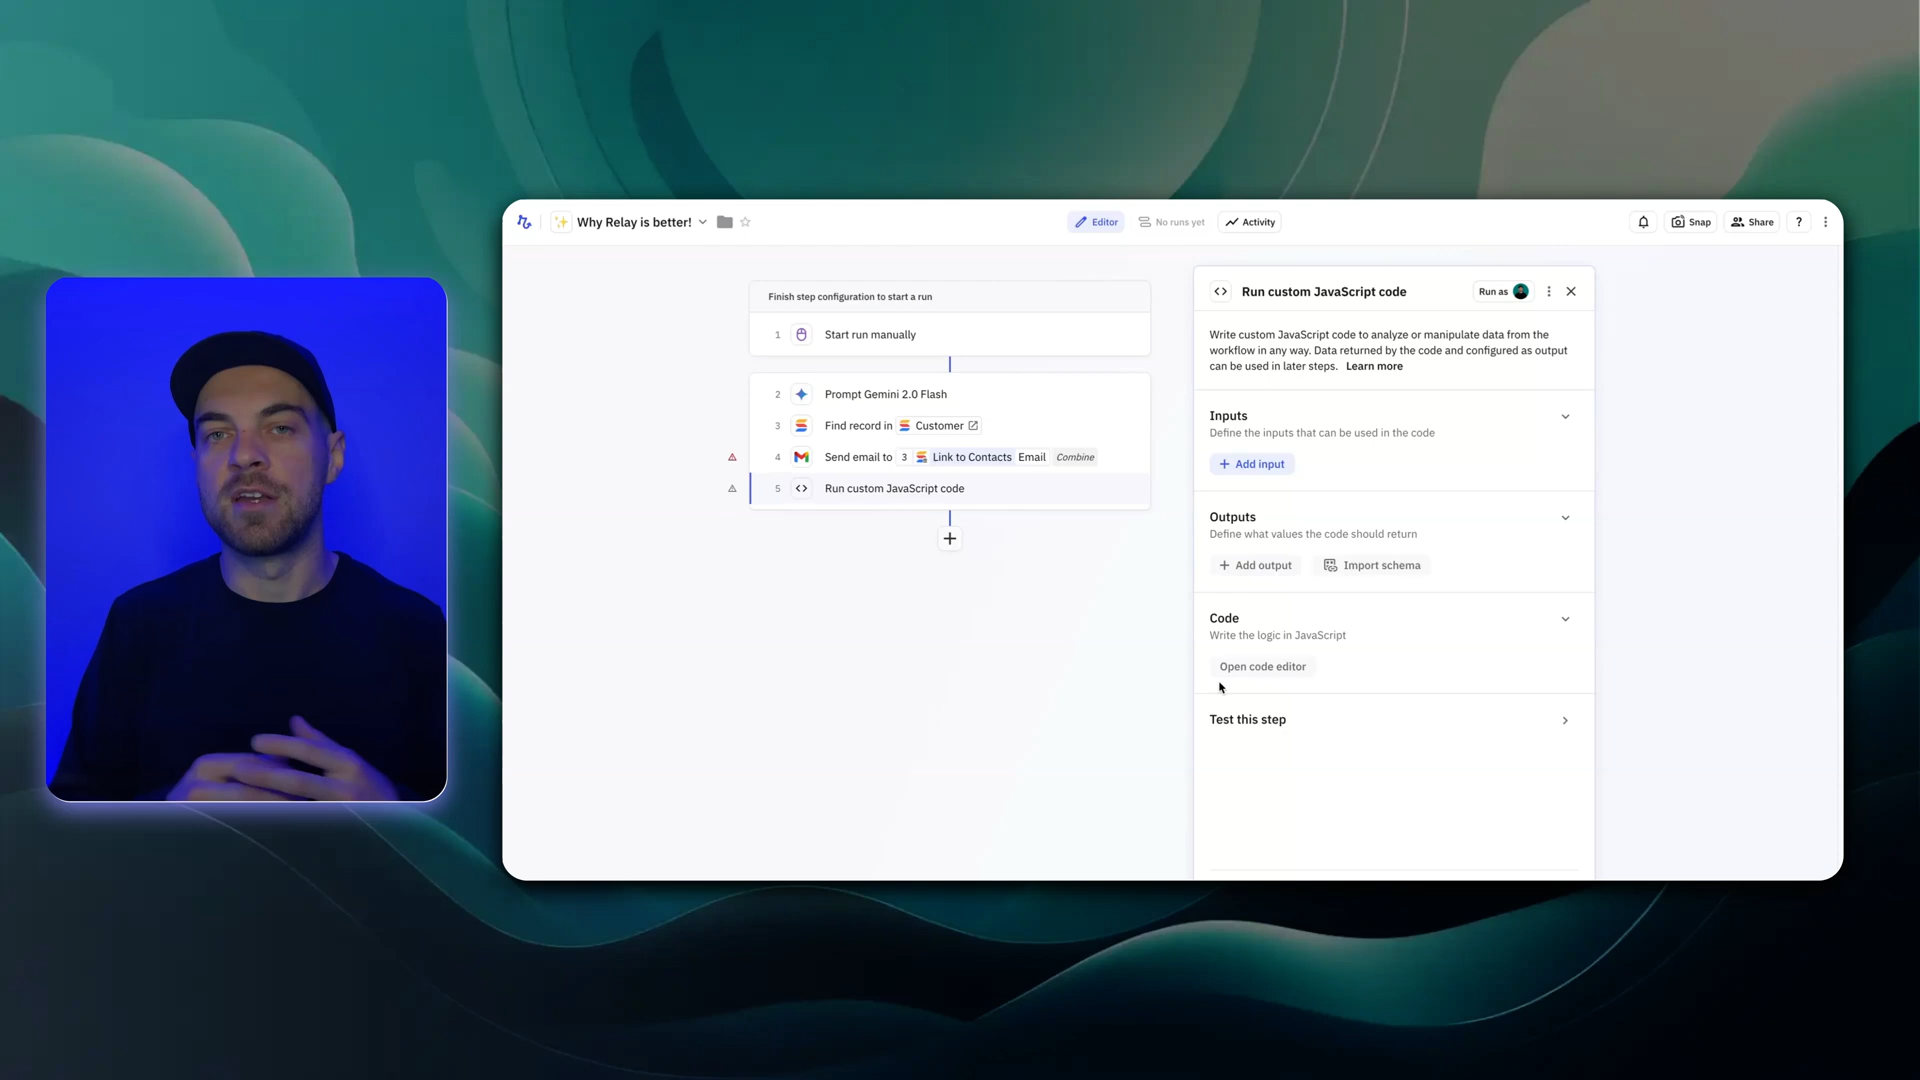 Why Relay is better!
Editor
No runs yet
Activity
Snap
Share
?
Finish step configuration to start a run
1 Start run manually
2 Prompt Gemini 2.0 Flash
3 Find record in Customer
4 Send email to 3 Link to Contacts Email Combine
5 Run custom JavaScript code
Run custom JavaScript code
Run as
Write custom JavaScript code to analyze or manipulate data from the
workflow in any way. Data returned by the code and configured as output
can be used in later steps. Learn more
Inputs
Define the inputs that can be used in the code
+ Add input
Outputs
Define what values the code should return
+ Add output
Import schema
Code
Write the logic in JavaScript
Open code editor
Test this step